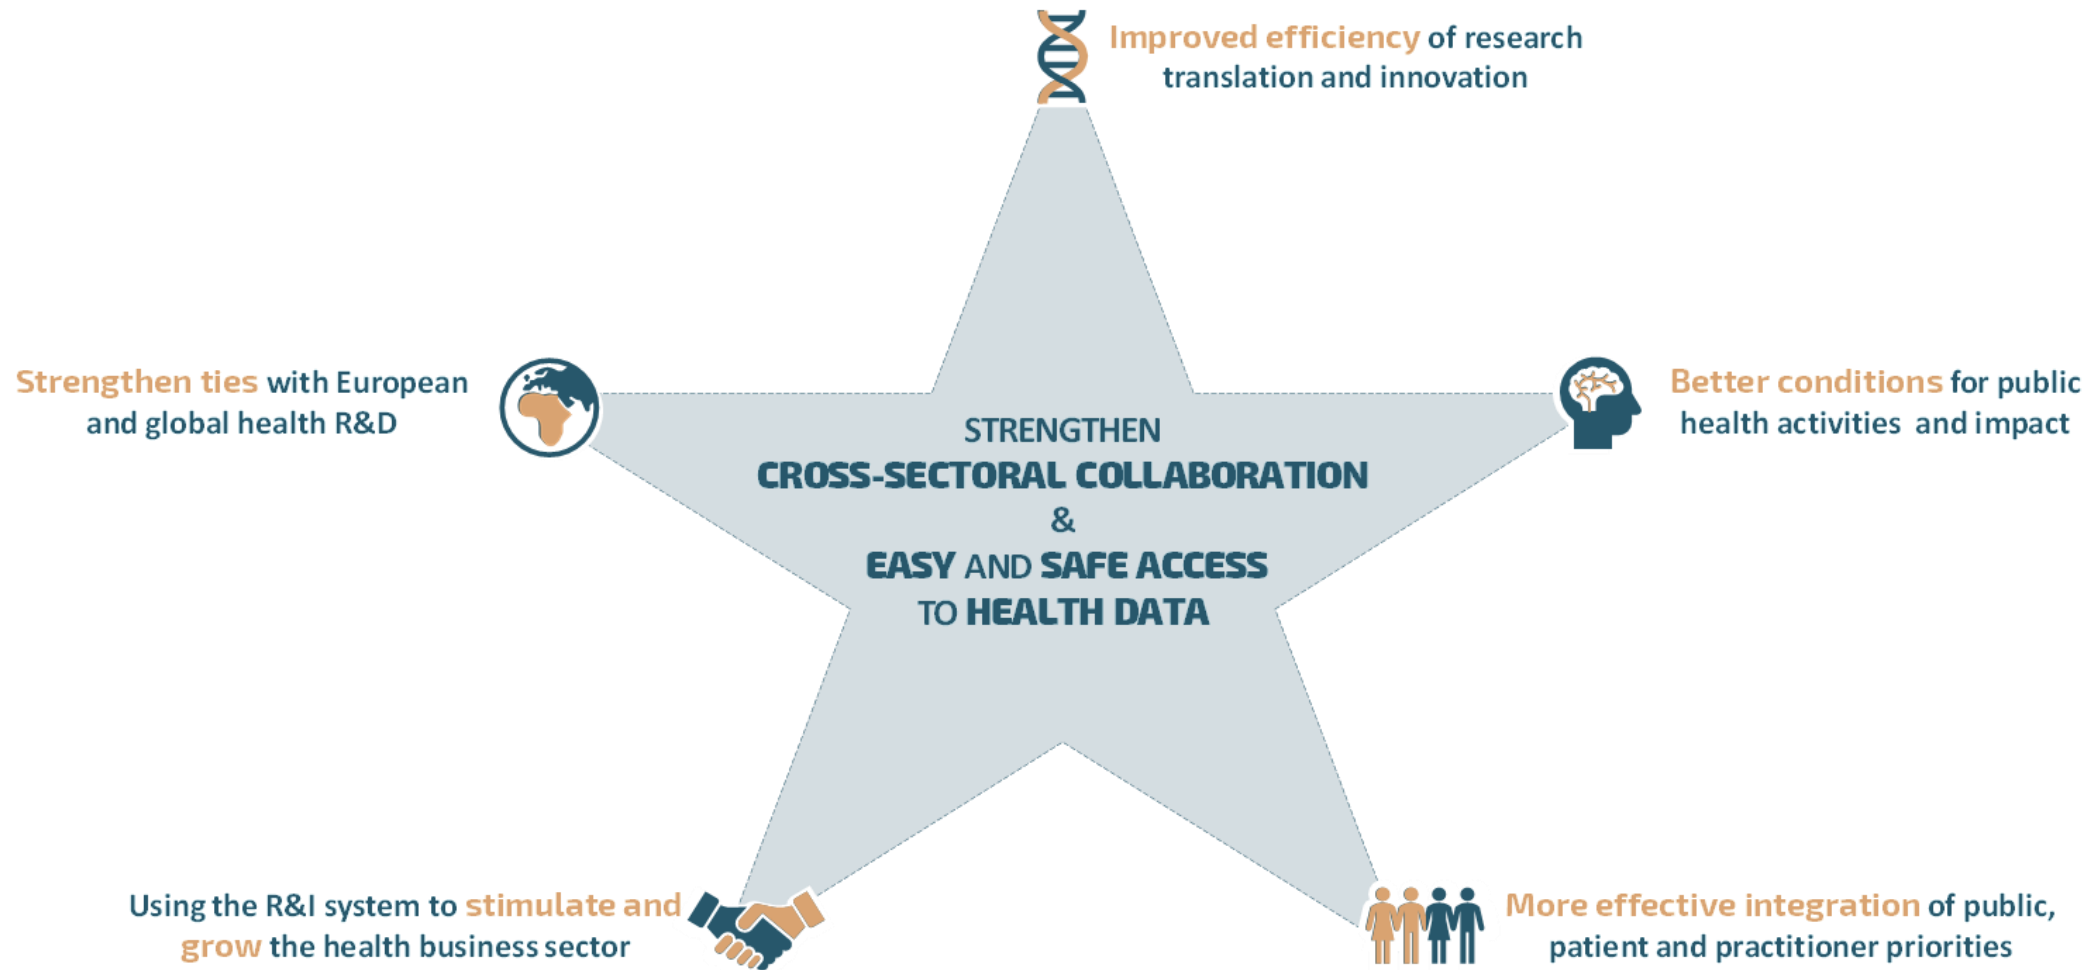 Improved efficiency of research
translation and innovation
Strengthen ties with European
and global health R&D
Better conditions for public
health activities and impact
STRENGTHEN
CROSS-SECTORAL COLLABORATION
&
EASY AND SAFE ACCESS
TO HEALTH DATA
Using the R&I system to stimulate and
grow the health business sector
More effective integration of public,
patient and practitioner priorities